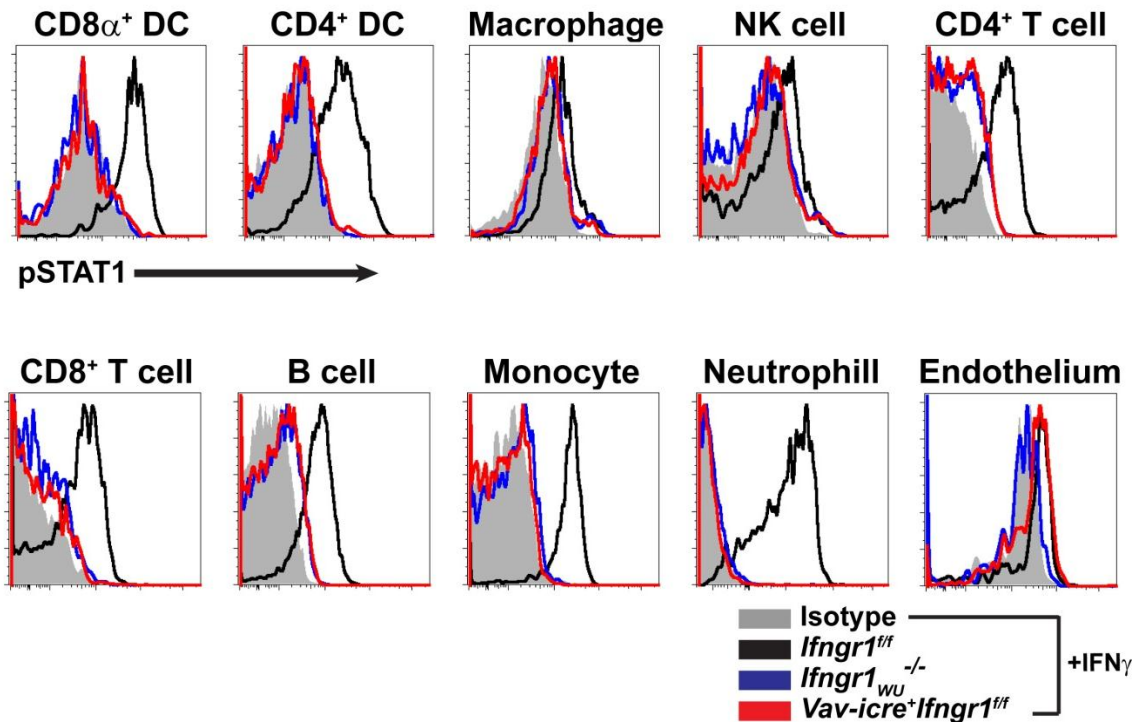 CD8α⁺ DC CD4⁺ DC Macrophage NK cell CD4⁺ T cell
pSTAT1
CD8⁺ T cell B cell Monocyte Neutrophill Endothelium
Isotype
Ifngr1f/f
Ifngr1WU-/-
Vav-icre⁺Ifngr1f/f
+IFNγ